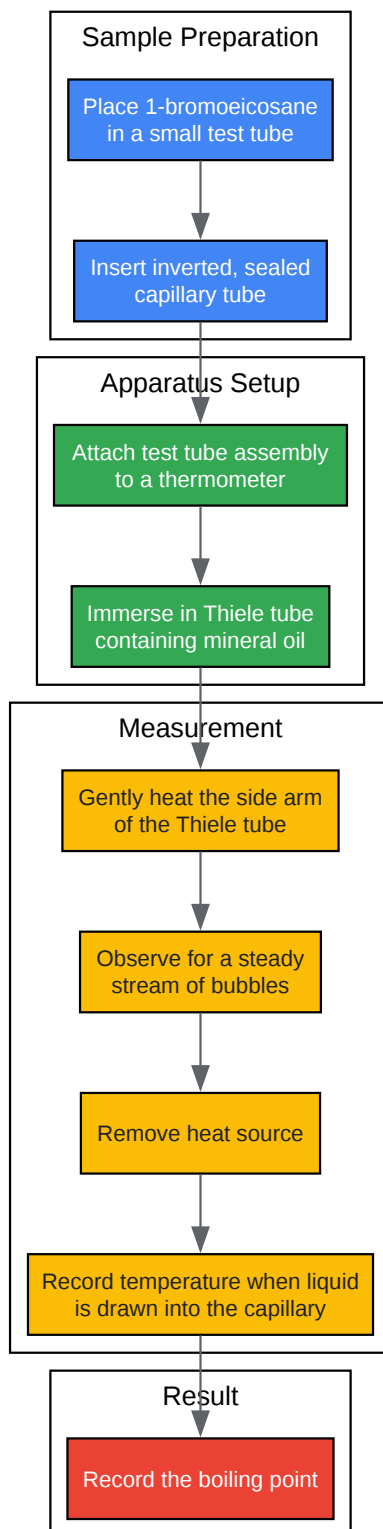 Sample Preparation
Place 1-bromoeicosane
in a small test tube
Insert inverted, sealed
capillary tube
Apparatus Setup
Attach test tube assembly
to a thermometer
Immerse in Thiele tube
containing mineral oil
Measurement
Gently heat the side arm
of the Thiele tube
Observe for a steady
stream of bubbles
Remove heat source
Record temperature when liquid
is drawn into the capillary
Result
Record the boiling point